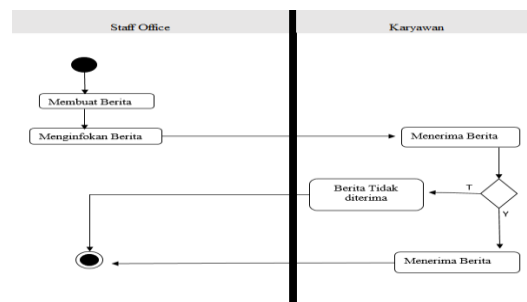 Staff Office
Karyawan
Membuat Berita
Menginfokan Berita
Menerima Berita
T
Berita Tidak
diterima
Y
Menerima Berita